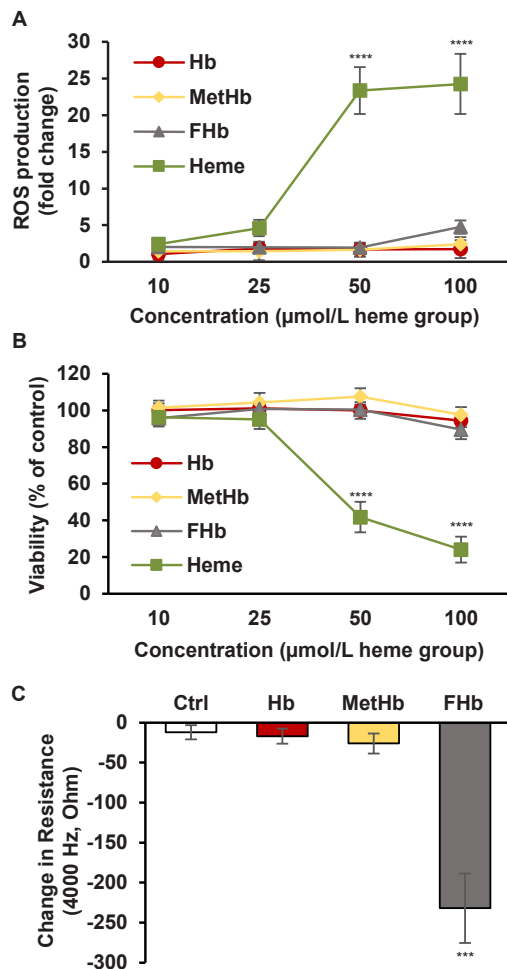 A
ROS production
(fold change)
30
25
20
15
10
5
0
Hb
MetHb
FHb
Heme
****
****
10 25 50 100
Concentration (µmol/L heme group)
B
Viability (% of control)
120
100
80
60
40
20
0
Hb
MetHb
FHb
Heme
****
****
10 25 50 100
Concentration (µmol/L heme group)
C
Ctrl Hb MetHb FHb
Change in Resistance
(4000 Hz, Ohm)
0
-50
-100
-150
-200
-250
-300
***